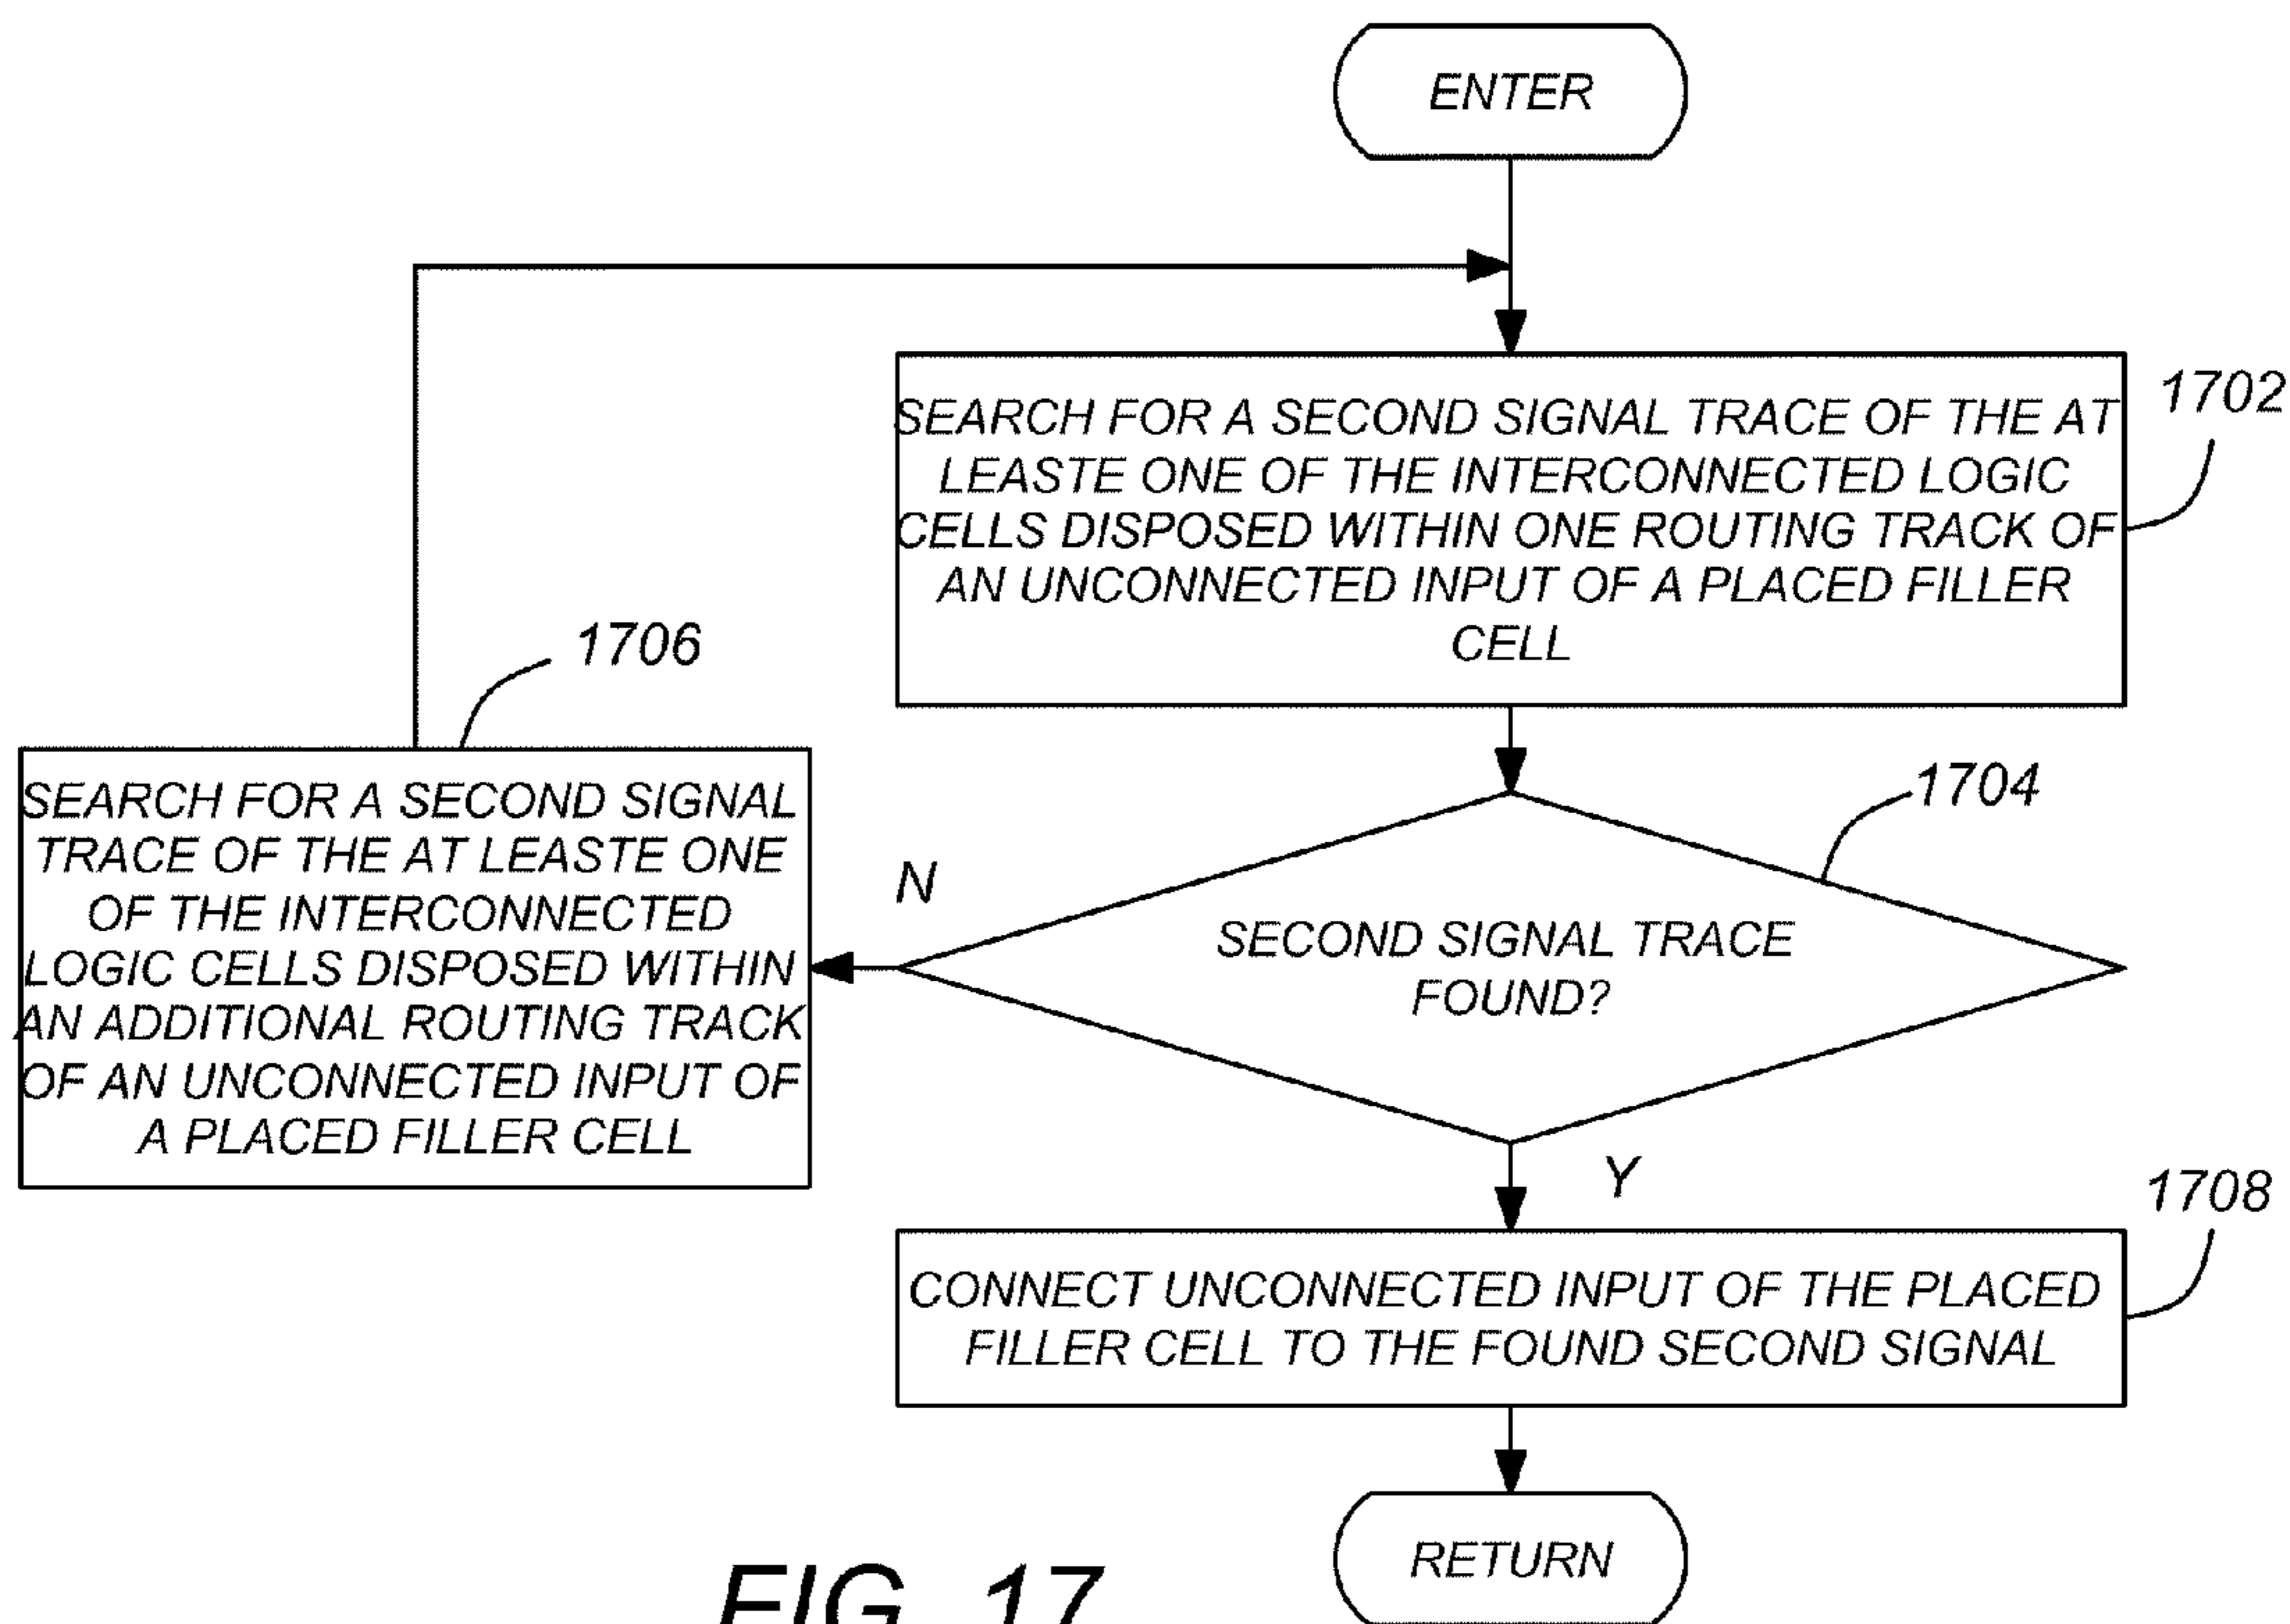 ENTER
SEARCH FOR A SECOND SIGNAL TRACE OF THE AT
LEASTE ONE OF THE INTERCONNECTED LOGIC
CELLS DISPOSED WITHIN ONE ROUTING TRACK OF
AN UNCONNECTED INPUT OF A PLACED FILLER
CELL
1702
1706
SEARCH FOR A SECOND SIGNAL
TRACE OF THE AT LEASTE ONE
OF THE INTERCONNECTED
LOGIC CELLS DISPOSED WITHIN
AN ADDITIONAL ROUTING TRACK
OF AN UNCONNECTED INPUT OF
A PLACED FILLER CELL
1704
N
SECOND SIGNAL TRACE
FOUND?
Y
1708
CONNECT UNCONNECTED INPUT OF THE PLACED
FILLER CELL TO THE FOUND SECOND SIGNAL
RETURN
FIG. 17